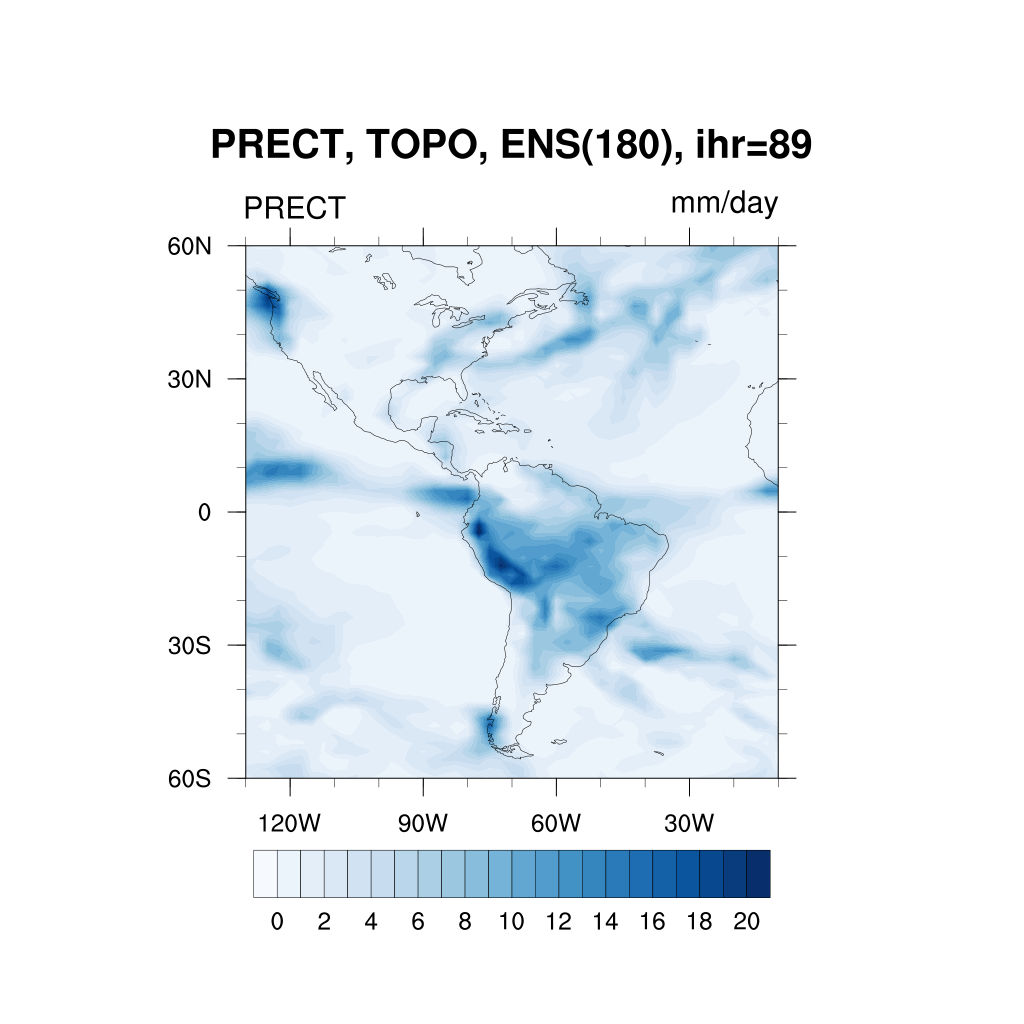 PRECT, TOPO, ENS(180), ihr=89
PRECT mm/day
60N
30N
0
30S
60S
120W 90W 60W 30W
0 2 4 6 8 10 12 14 16 18 20